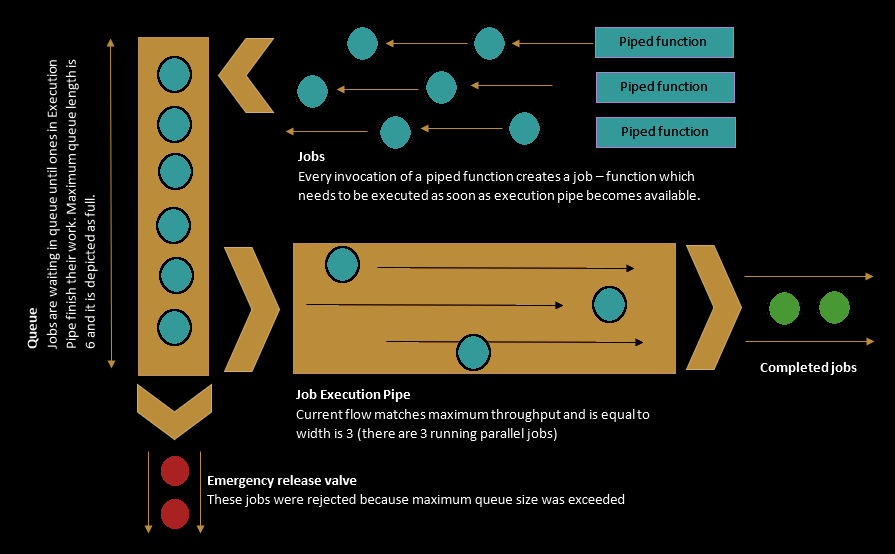 Piped function
Piped function
Piped function
Jobs
Every invocation of a piped function creates a job – function which
needs to be executed as soon as execution pipe becomes available.
Queue
Jobs are waiting in queue until ones in Execution
Pipe finish their work. Maximum queue length is
6 and it is depicted as full.
Completed jobs
Job Execution Pipe
Current flow matches maximum throughput and is equal to
width is 3 (there are 3 running parallel jobs)
Emergency release valve
These jobs were rejected because maximum queue size was exceeded